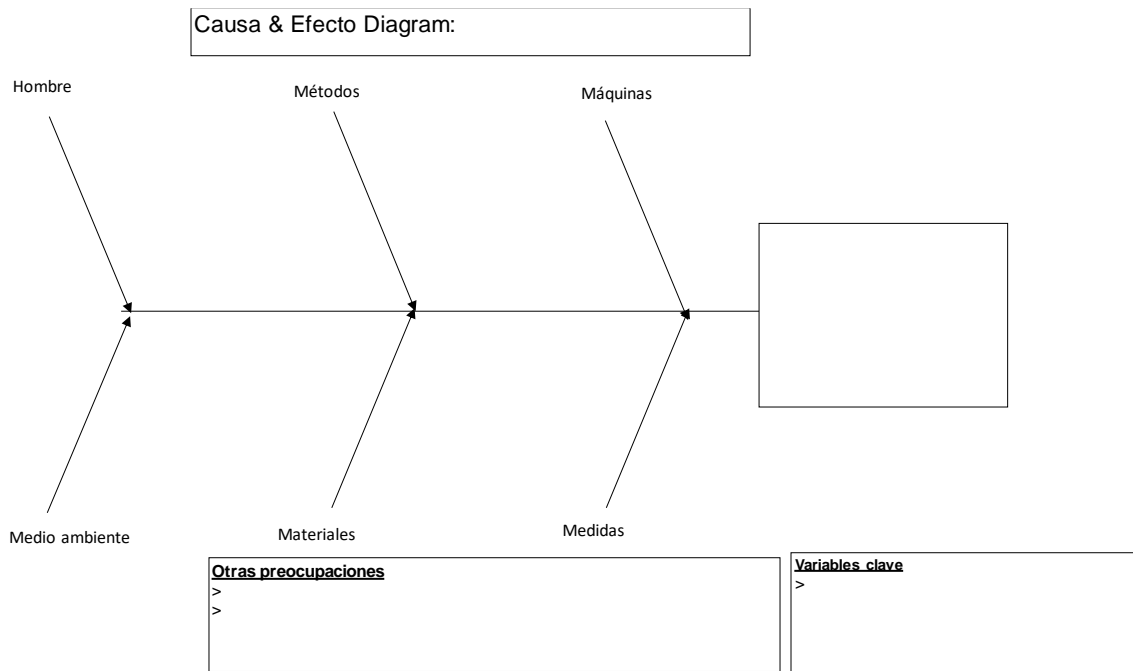 Causa & Efecto Diagram:
Hombre
Métodos
Máquinas
Medio ambiente
Materiales
Medidas
Otras preocupaciones
>
>
Variables clave
>